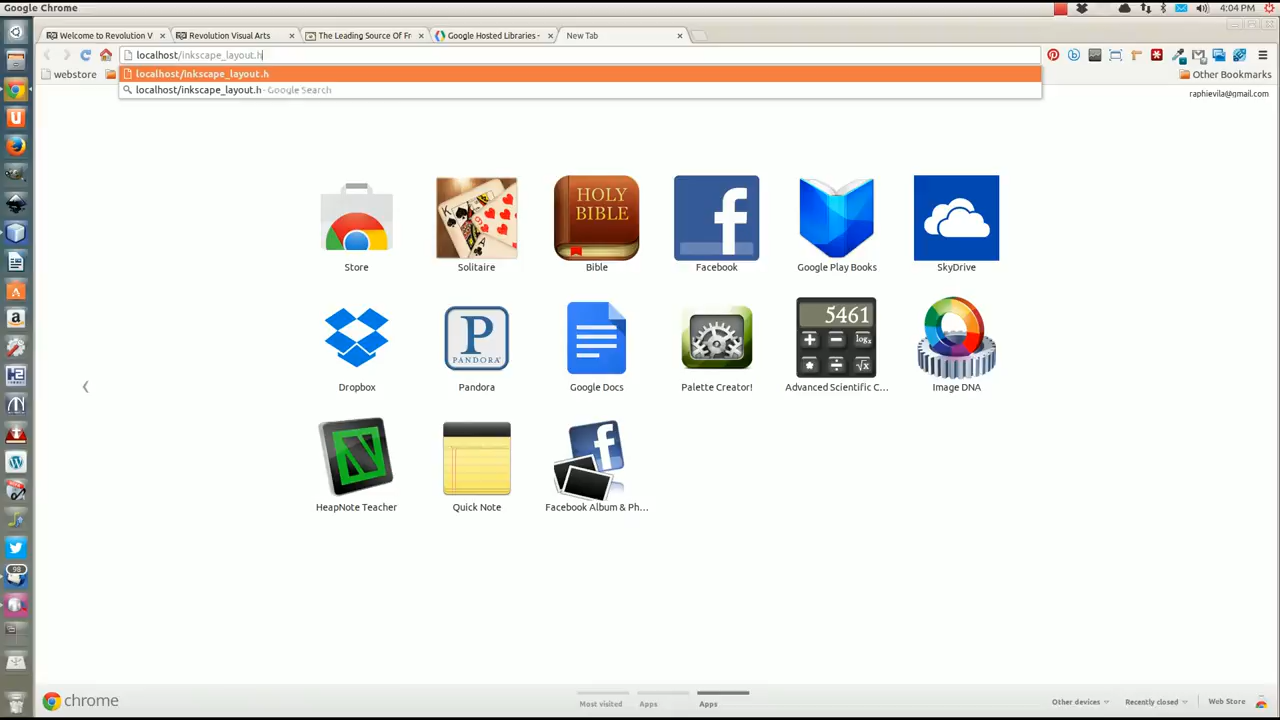 Google Chrome
4:04 PM
Welcome to Revolution V
Revolution Visual Arts
The Leading Source Of Fr
Google Hosted Libraries -
New Tab
localhost/inkscape_layout.h
webstore
localhost/inkscape_layout.h
Other Bookmarks
localhost/inkscape_layout.h - Google Search
raphievila@gmail.com
HOLY
BIBLE
Store
Solitaire
Bible
Facebook
Google Play Books
SkyDrive
P
PANDORA
5461
Dropbox
Pandora
Google Docs
Palette Creator!
Advanced Scientific C...
Image DNA
HeapNote Teacher
Quick Note
Facebook Album & Ph...
98
chrome
Most visited
Apps
Apps
Other devices
Recently closed
Web Store